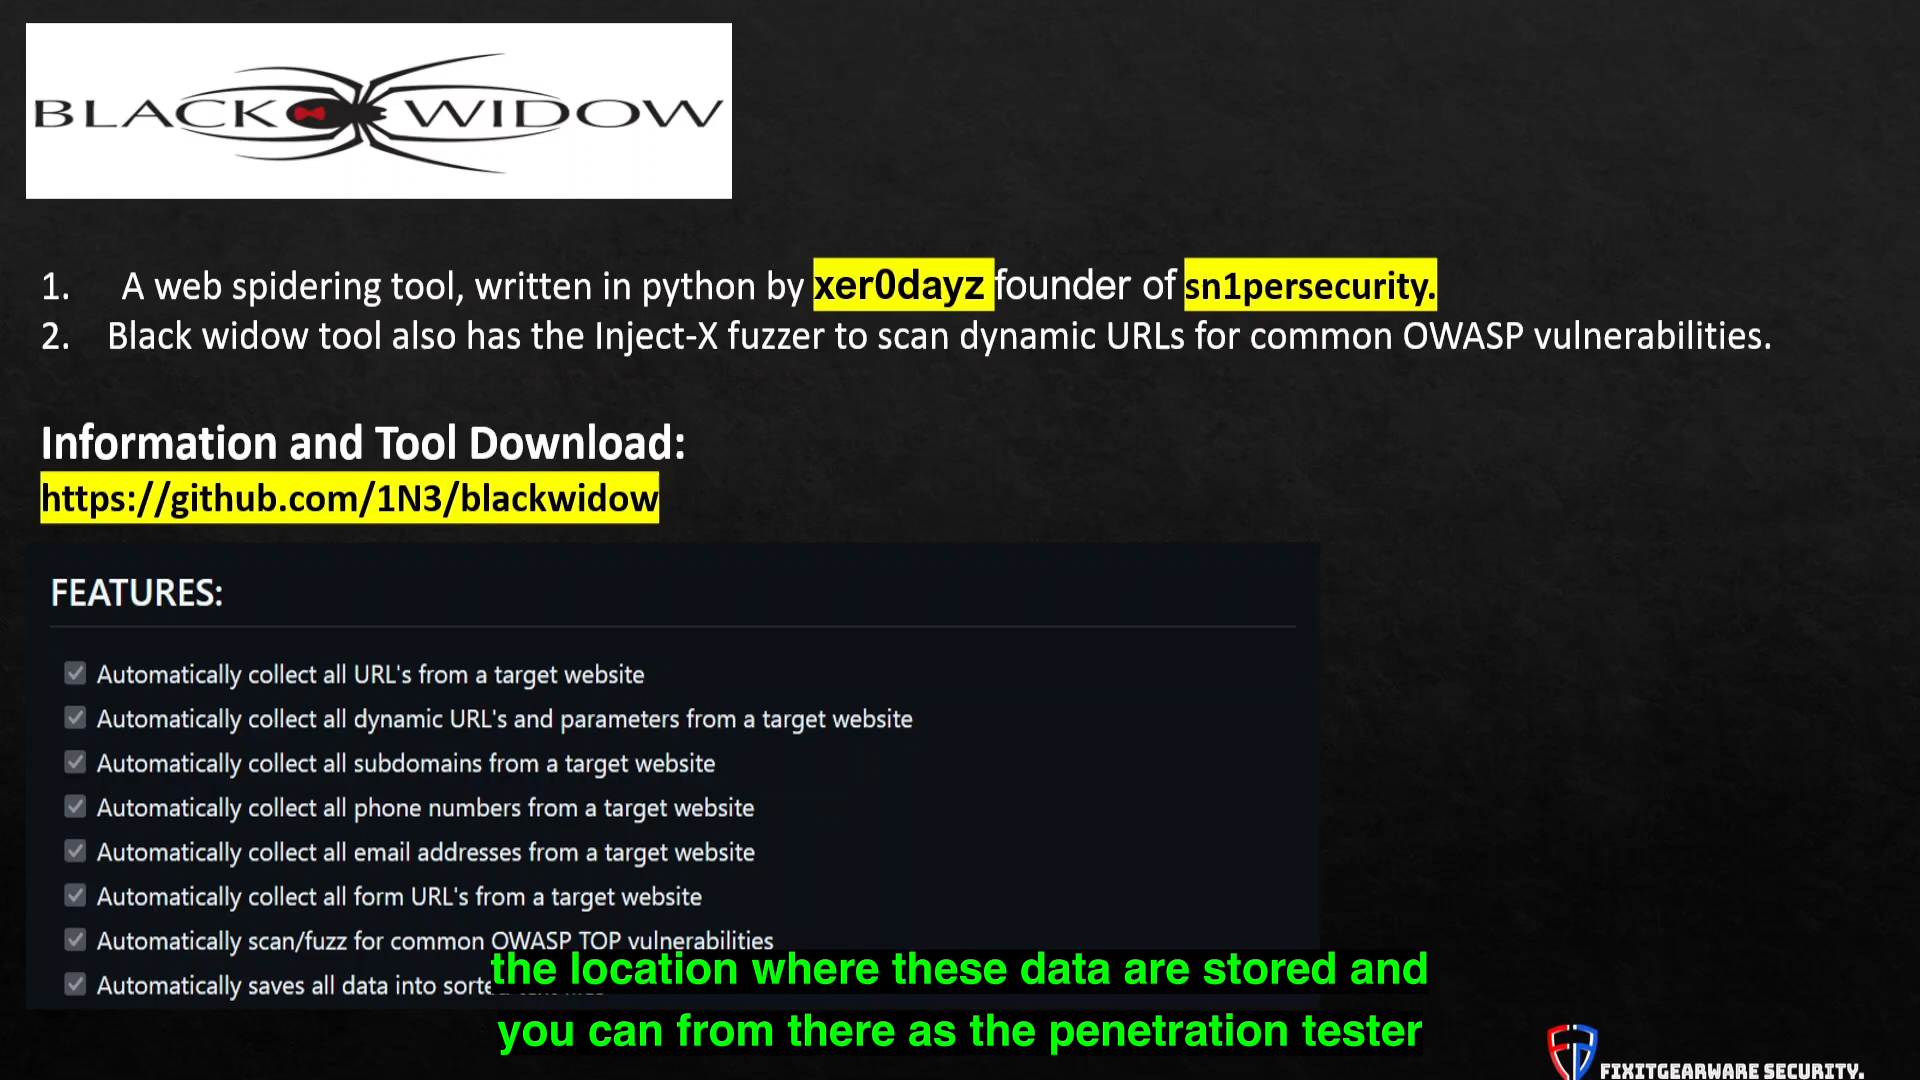 BLACK WIDOW
1. A web spidering tool, written in python by xer0dayz founder of sn1persecurity.
2. Black widow tool also has the Inject-X fuzzer to scan dynamic URLs for common OWASP vulnerabilities.
Information and Tool Download:
https://github.com/1N3/blackwidow
FEATURES:
Automatically collect all URL's from a target website
Automatically collect all dynamic URL's and parameters from a target website
Automatically collect all subdomains from a target website
Automatically collect all phone numbers from a target website
Automatically collect all email addresses from a target website
Automatically collect all form URL's from a target website
Automatically scan/fuzz for common OWASP TOP vulnerabilities
Automatically saves all data into sorted
the location where these data are stored and
you can from there as the penetration tester
FIXITGEARWARE SECURITY.